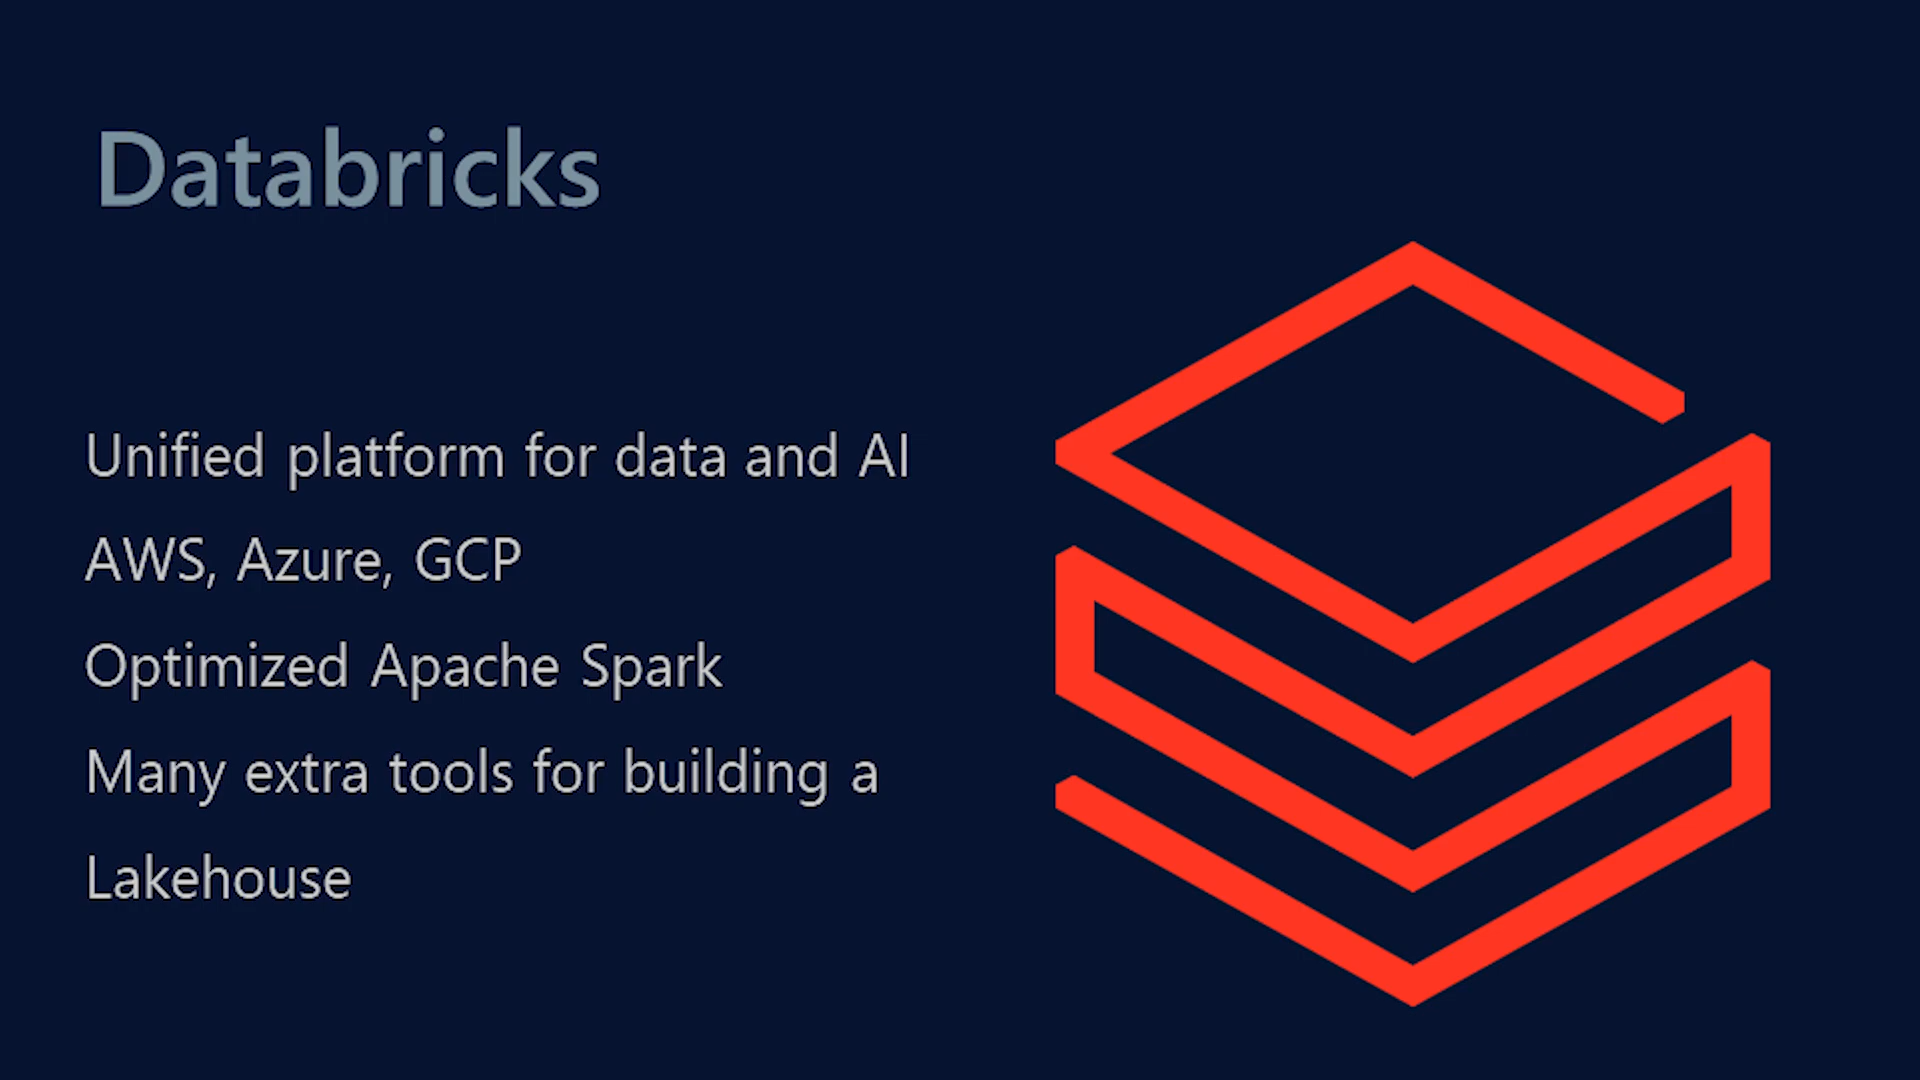 Databricks
Unified platform for data and AI
AWS, Azure, GCP
Optimized Apache Spark
Many extra tools for building a
Lakehouse